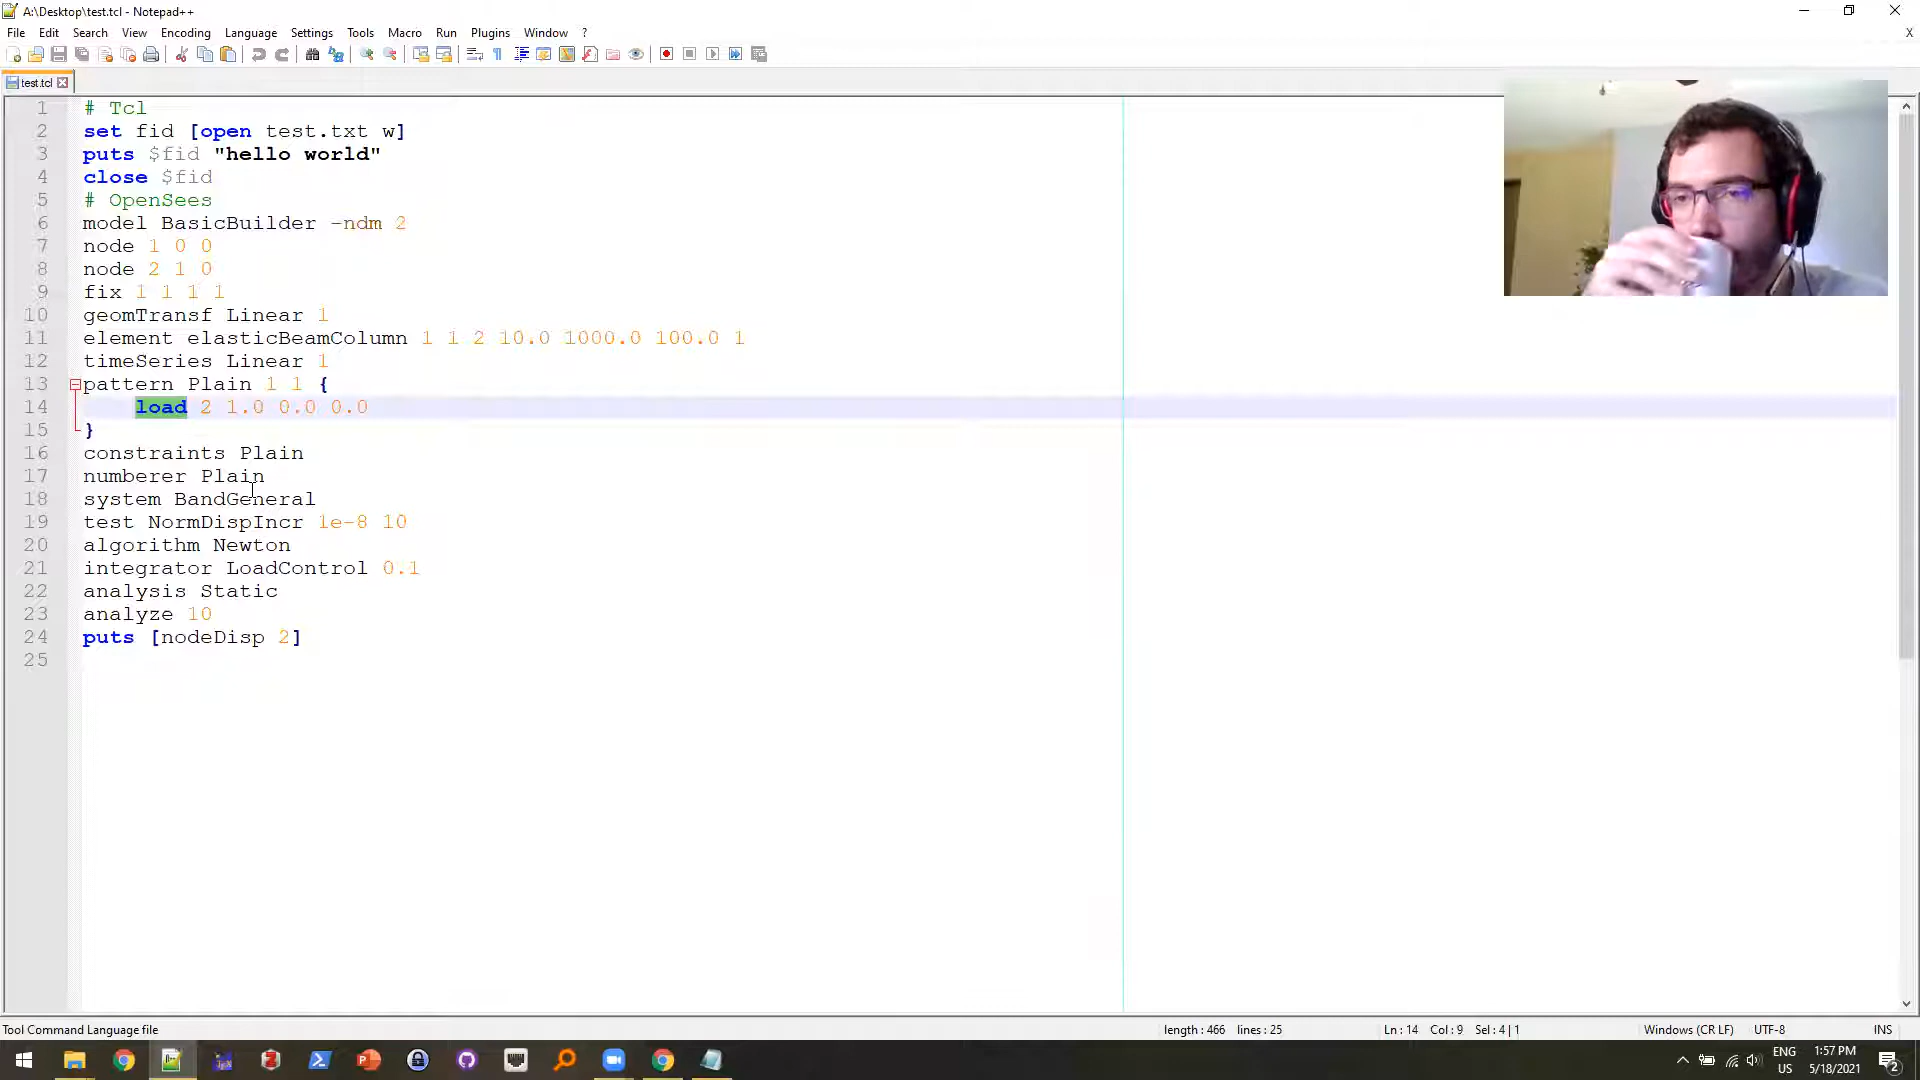 A:\Desktop\test.tcl - Notepad++
File Edit Search View Encoding Language Settings Tools Macro Run Plugins Window ? X
test.tcl
1 # Tcl
2 set fid [open test.txt w]
3 puts $fid "hello world"
4 close $fid
5 # OpenSees
6 model BasicBuilder -ndm 2
7 node 1 0 0
8 node 2 1 0
9 fix 1 1 1 1
10 geomTransf Linear 1
11 element elasticBeamColumn 1 1 2 10.0 1000.0 100.0 1
12 timeSeries Linear 1
13 pattern Plain 1 1 {
14 load 2 1.0 0.0 0.0
15 }
16 constraints Plain
17 numberer Plain
18 system BandGeneral
19 test NormDispIncr 1e-8 10
20 algorithm Newton
21 integrator LoadControl 0.1
22 analysis Static
23 analyze 10
24 puts [nodeDisp 2]
25
Tool Command Language file length : 466 lines : 25 Ln : 14 Col : 9 Sel : 4 | 1 Windows (CR LF) UTF-8 INS
ENG 1:57 PM
US 5/18/2021 2